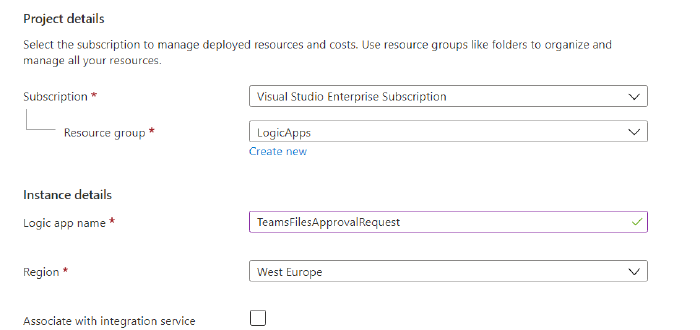 Project details
Select the subscription to manage deployed resources and costs. Use resource groups like folders to organize and
manage all your resources.
Subscription * Visual Studio Enterprise Subscription
Resource group * LogicApps
Create new
Instance details
Logic app name * TeamsFilesApprovalRequest
Region * West Europe
Associate with integration service